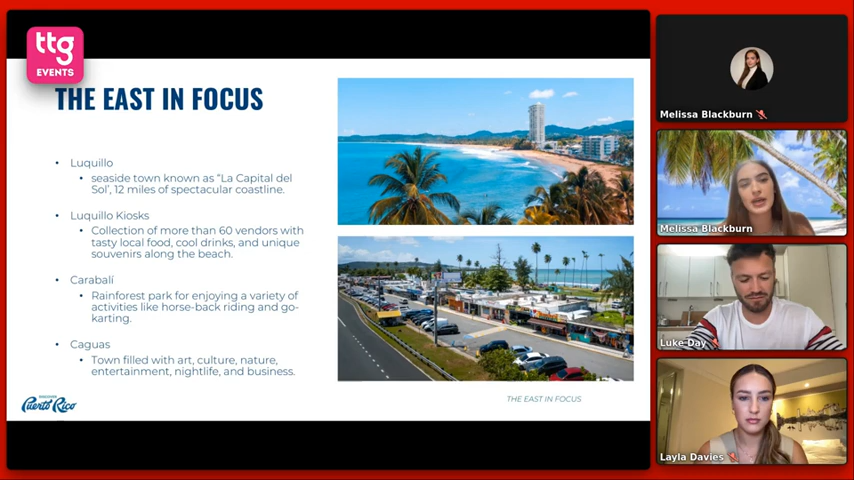 ttg
EVENTS
THE EAST IN FOCUS
• Luquillo
• seaside town known as “La Capital del
Sol’, 12 miles of spectacular coastline.
• Luquillo Kiosks
• Collection of more than 60 vendors with
tasty local food, cool drinks, and unique
souvenirs along the beach.
• Carabalí
• Rainforest park for enjoying a variety of
activities like horse-back riding and go-
karting.
• Caguas
• Town filled with art, culture, nature,
entertainment, nightlife, and business.
Puerto Rico
THE EAST IN FOCUS
Melissa Blackburn
Melissa Blackburn
Luke Day
Layla Davies